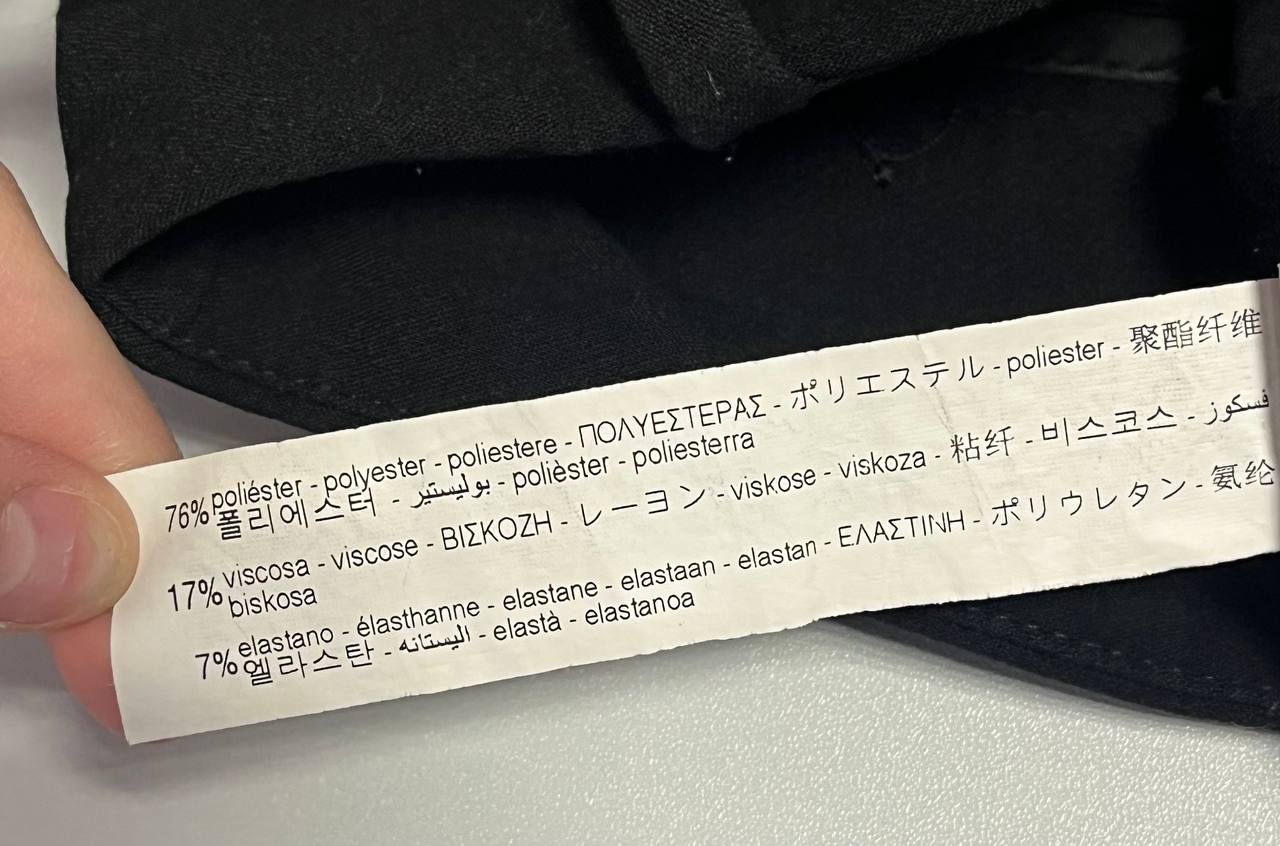 76% poliéster - polyester - poliestere - ΠΟΛΥΕΣΤΕΡΑΣ - ポリエステル - poliester - 聚酯纤维
폴리에스터 - بوليستير - polièster - poliesterra
17% viscosa - viscose - ΒΙΣΚΟΖΗ - レーヨン - viskose - viskoza - 粘纤 - 비스코스 - فسكوز
biskosa
7% elastano - élasthanne - elastane - elastaan - elastan - ΕΛΑΣΤΙΝΗ - ポリウレタン - 氨纶
엘라스탄 - اليستانه - elastà - elastanoa